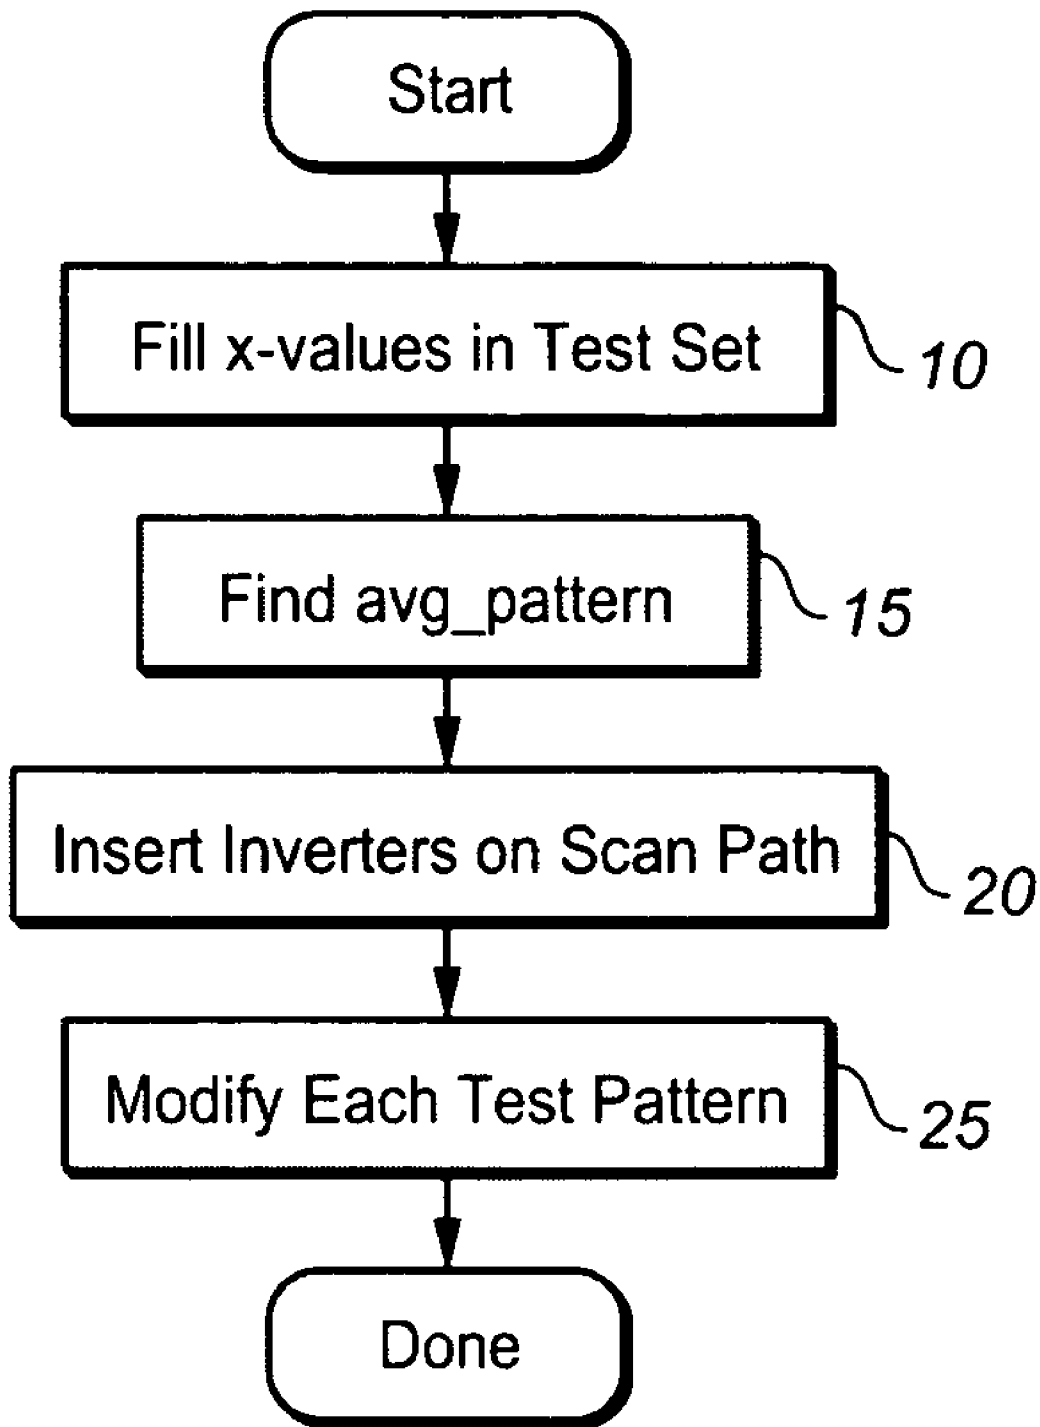 Start
Fill x-values in Test Set
10
Find avg_pattern
15
Insert Inverters on Scan Path
20
Modify Each Test Pattern
25
Done